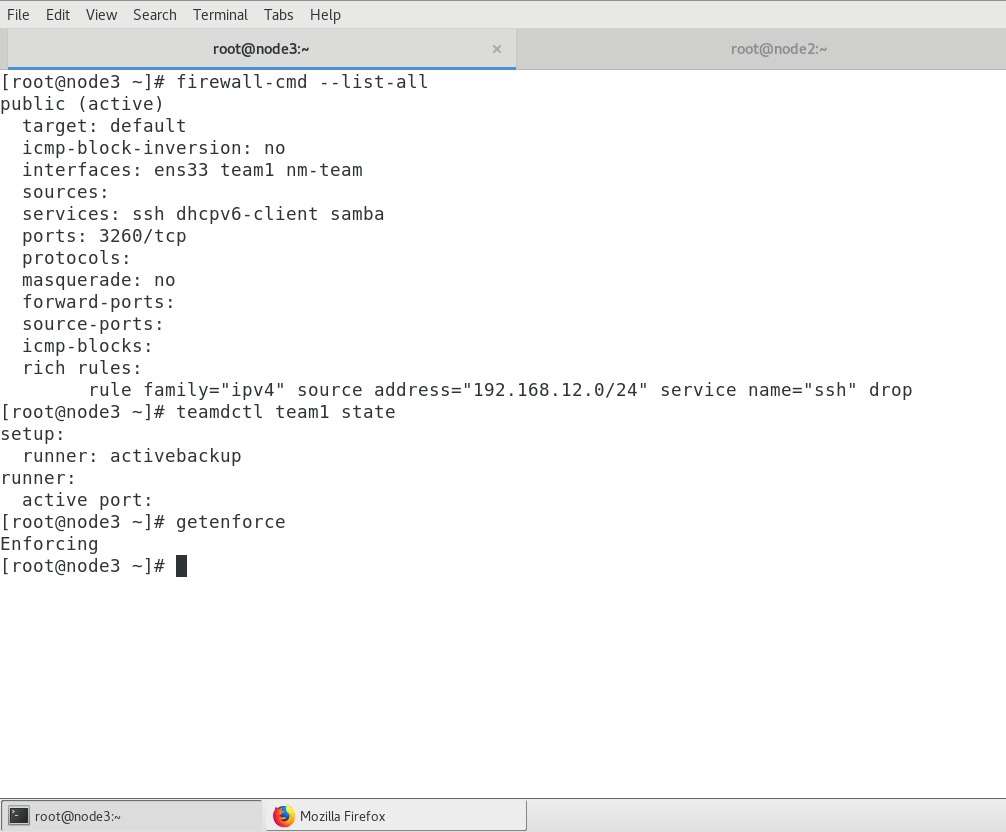 File Edit View Search Terminal Tabs Help
root@node3:~ × root@node2:~
[root@node3 ~]# firewall-cmd --list-all
public (active)
  target: default
  icmp-block-inversion: no
  interfaces: ens33 team1 nm-team
  sources:
  services: ssh dhcpv6-client samba
  ports: 3260/tcp
  protocols:
  masquerade: no
  forward-ports:
  source-ports:
  icmp-blocks:
  rich rules:
        rule family="ipv4" source address="192.168.12.0/24" service name="ssh" drop
[root@node3 ~]# teamdctl team1 state
setup:
  runner: activebackup
runner:
  active port:
[root@node3 ~]# getenforce
Enforcing
[root@node3 ~]#
root@node3:~ Mozilla Firefox